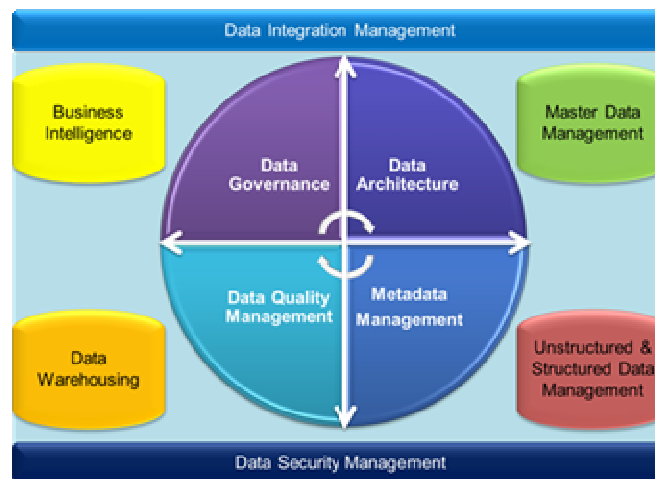 Data Integration Management
Business
Intelligence
Master Data
Management
Data
Governance
Data
Architecture
Data Quality
Management
Metadata
Management
Data
Warehousing
Unstructured &
Structured Data
Management
Data Security Management